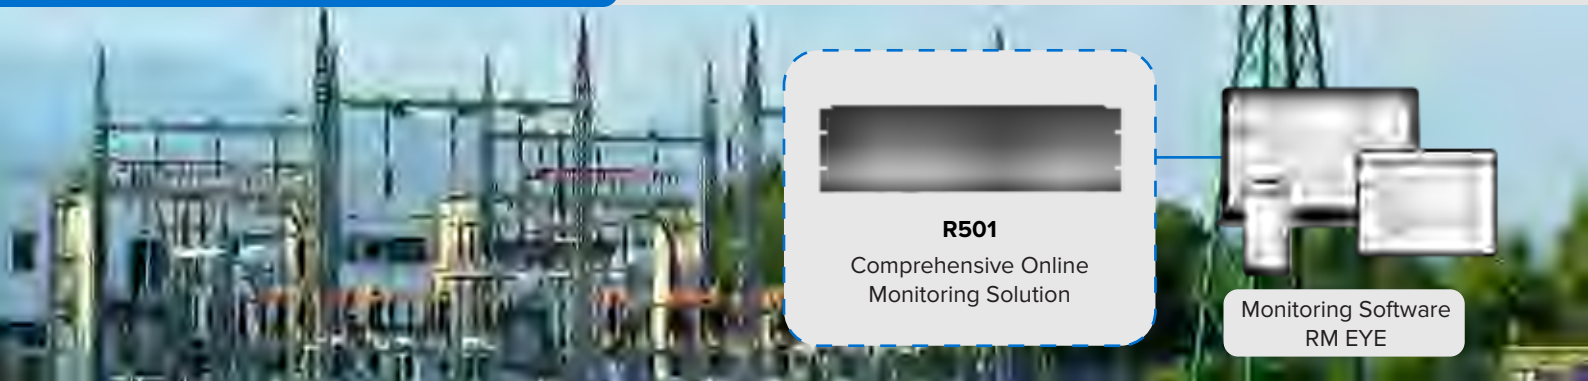 R501
Comprehensive Online
Monitoring Solution
Monitoring Software
RM EYE